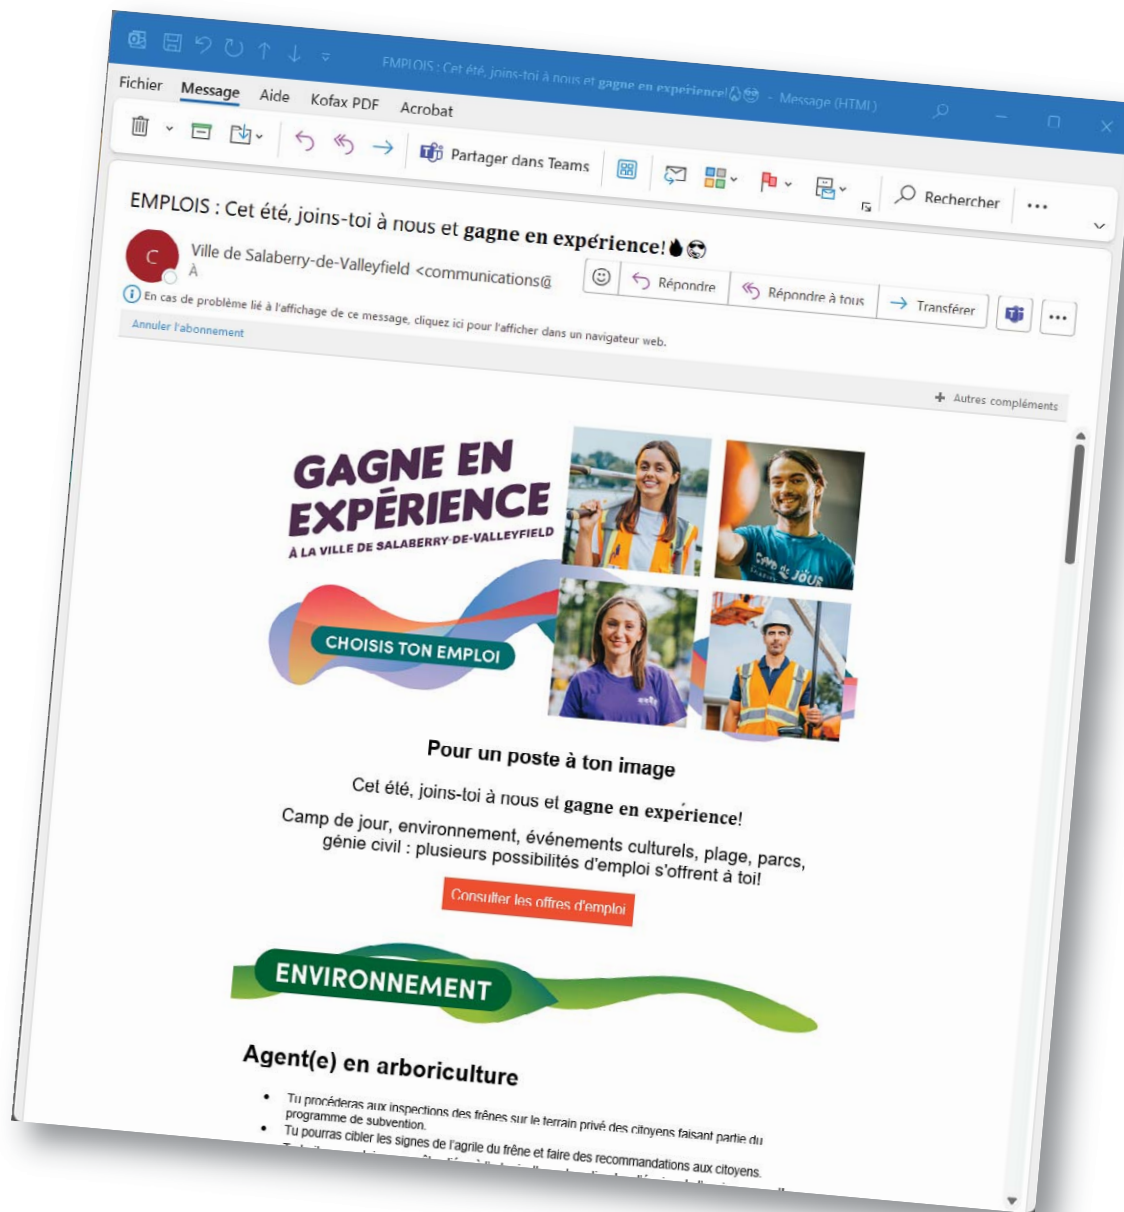 EMPLOIS : Cet été, joins-toi à nous et gagne en expérience!🔥😎 - Message (HTML)
Fichier Message Aide Kofax PDF Acrobat
Partager dans Teams Rechercher
EMPLOIS : Cet été, joins-toi à nous et gagne en expérience!🔥😎
C
Ville de Salaberry-de-Valleyfield <communications@
À
Répondre Répondre à tous Transférer
En cas de problème lié à l'affichage de ce message, cliquez ici pour l'afficher dans un navigateur web.
Annuler l'abonnement
+ Autres compléments
GAGNE EN
EXPÉRIENCE
À LA VILLE DE SALABERRY-DE-VALLEYFIELD
CHOISIS TON EMPLOI
JOUR
Pour un poste à ton image
Cet été, joins-toi à nous et gagne en expérience!
Camp de jour, environnement, événements culturels, plage, parcs,
génie civil : plusieurs possibilités d'emploi s'offrent à toi!
Consulter les offres d'emploi
ENVIRONNEMENT
Agent(e) en arboriculture
• Tu procéderas aux inspections des frênes sur le terrain privé des citoyens faisant partie du
programme de subvention.
• Tu pourras cibler les signes de l'agrile du frêne et faire des recommandations aux citoyens.